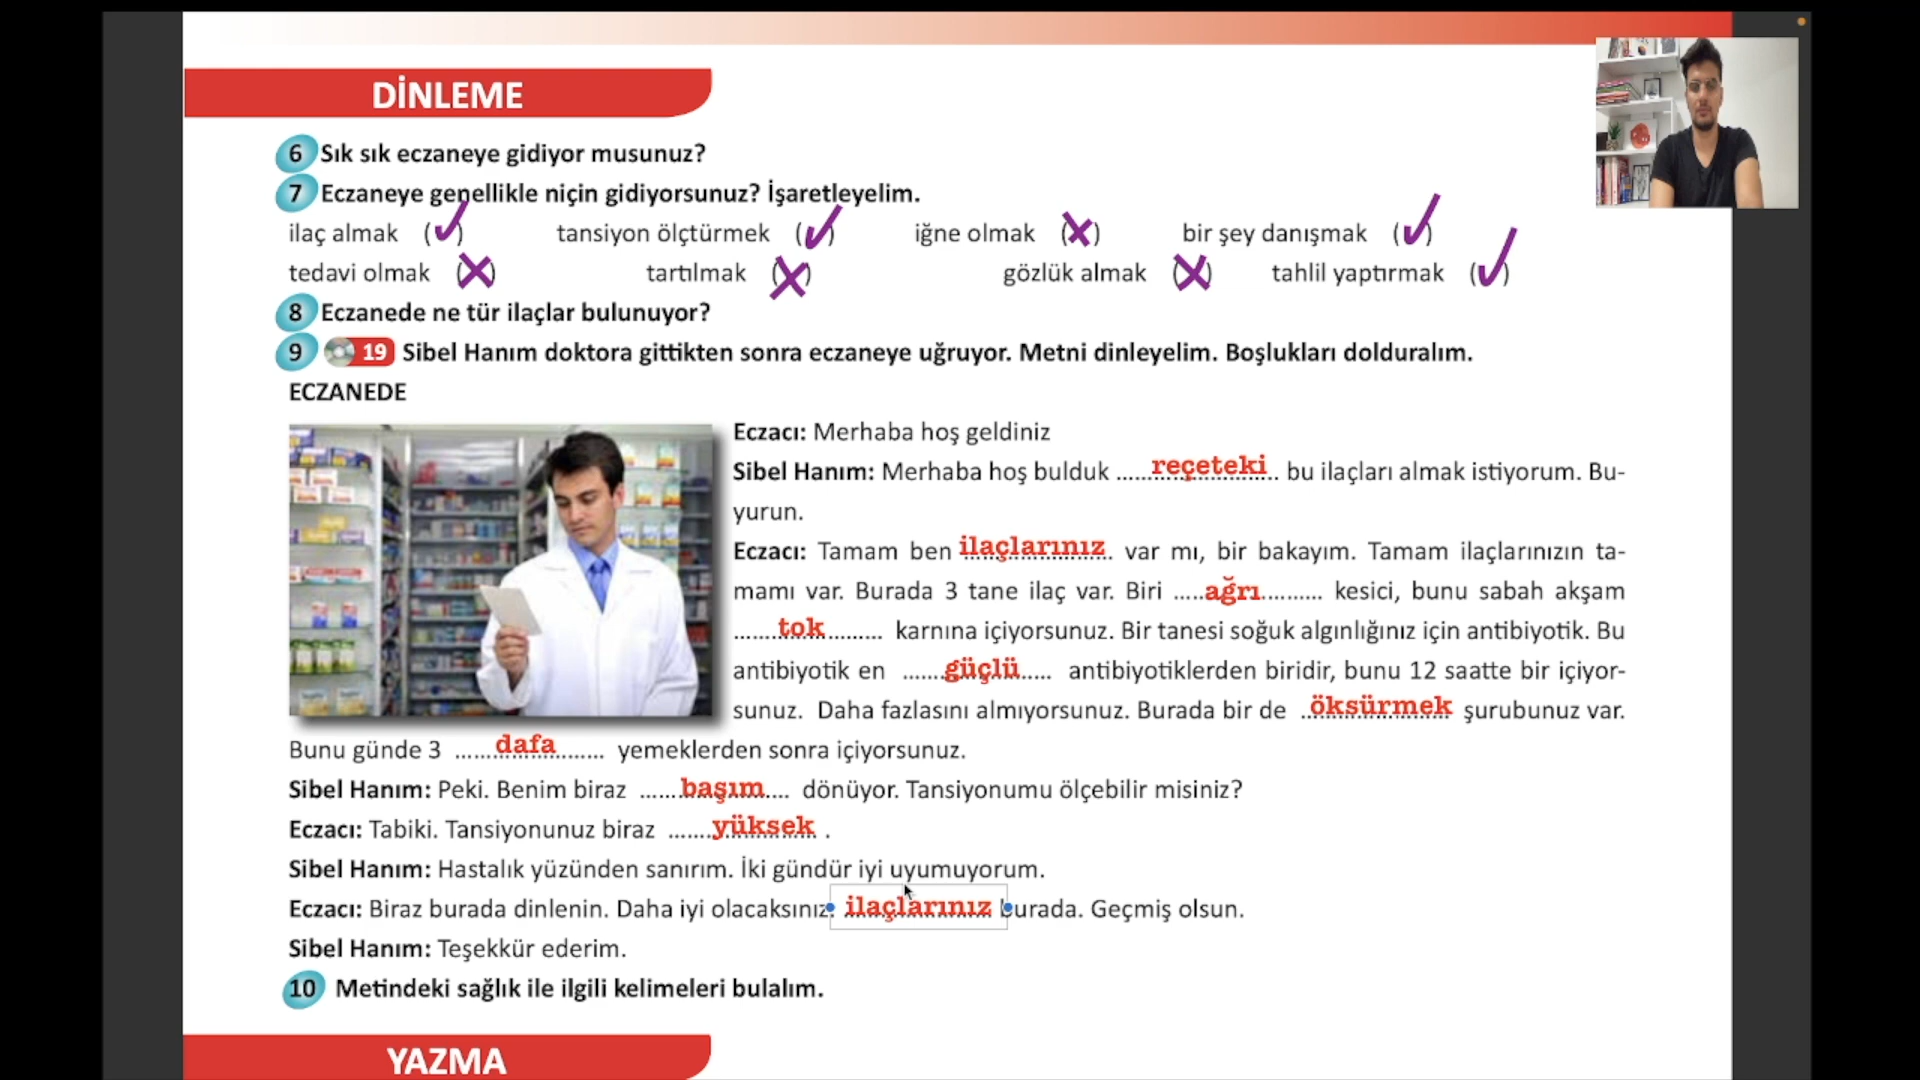 DİNLEME
6 Sık sık eczaneye gidiyor musunuz?
7 Eczaneye genellikle niçin gidiyorsunuz? İşaretleyelim.
ilaç almak (✓) tansiyon ölçtürmek (✓) iğne olmak (X) bir şey danışmak (✓)
tedavi olmak (X) tartılmak (X) gözlük almak (X) tahlil yaptırmak (✓)
8 Eczanede ne tür ilaçlar bulunuyor?
9 19 Sibel Hanım doktora gittikten sonra eczaneye uğruyor. Metni dinleyelim. Boşlukları dolduralım.
ECZANEDE
Eczacı: Merhaba hoş geldiniz
Sibel Hanım: Merhaba hoş bulduk ......reçeteki.. bu ilaçları almak istiyorum. Bu-
yurun.
Eczacı: Tamam ben ilaçlarınız. var mı, bir bakayım. Tamam ilaçlarınızın ta-
mamı var. Burada 3 tane ilaç var. Biri .....ağrı......... kesici, bunu sabah akşam
.......tok......... karnına içiyorsunuz. Bir tanesi soğuk algınlığınız için antibiyotik. Bu
antibiyotik en .......güçlü..... antibiyotiklerden biridir, bunu 12 saatte bir içiyor-
sunuz. Daha fazlasını almıyorsunuz. Burada bir de ..öksürmek şurubunuz var.
Bunu günde 3 .......dafa........ yemeklerden sonra içiyorsunuz.
Sibel Hanım: Peki. Benim biraz .......başım.... dönüyor. Tansiyonumu ölçebilir misiniz?
Eczacı: Tabiki. Tansiyonunuz biraz .......yüksek .
Sibel Hanım: Hastalık yüzünden sanırım. İki gündür iyi uyumuyorum.
Eczacı: Biraz burada dinlenin. Daha iyi olacaksınız. ilaçlarınız burada. Geçmiş olsun.
Sibel Hanım: Teşekkür ederim.
10 Metindeki sağlık ile ilgili kelimeleri bulalım.
YAZMA